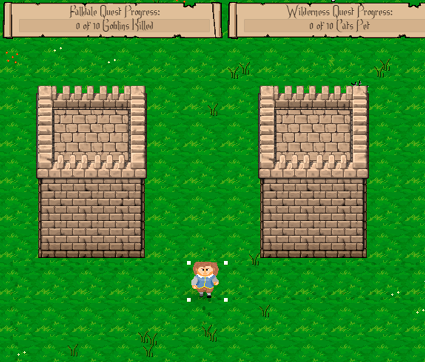 Falldale Quest Progress:
0 of 10 Goblins Killed
Wilderness Quest Progress:
0 of 10 Cats Pet